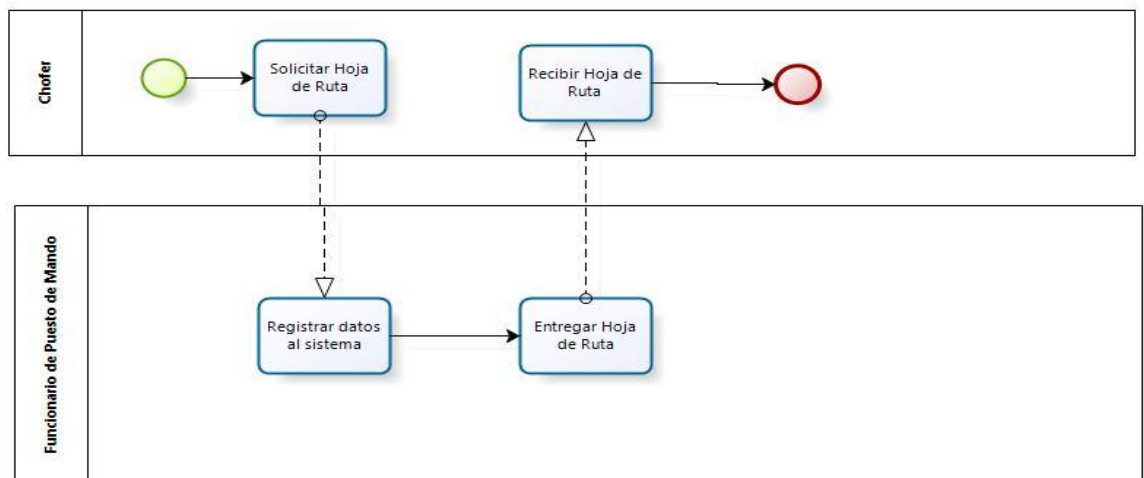 Chofer
Solicitar Hoja
de Ruta
Recibir Hoja de
Ruta
Funcionario de Puesto de Mando
Registrar datos
al sistema
Entregar Hoja
de Ruta